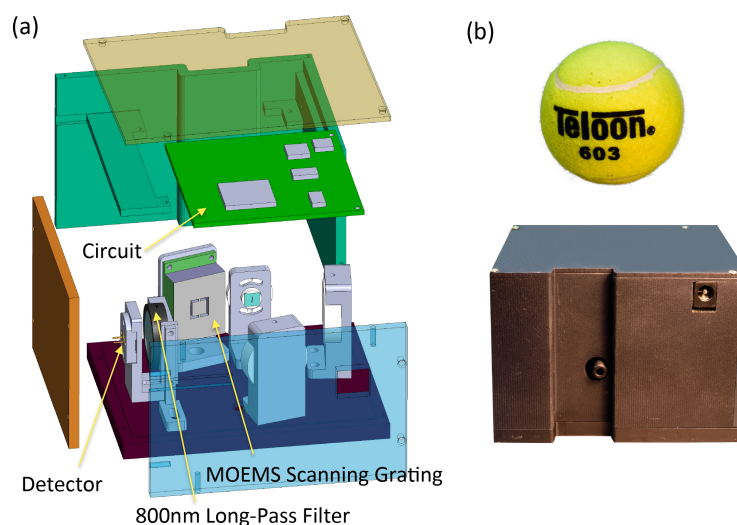 (a)
(b)
Teloon
603
Circuit
Detector
MOEMS Scanning Grating
800nm Long-Pass Filter